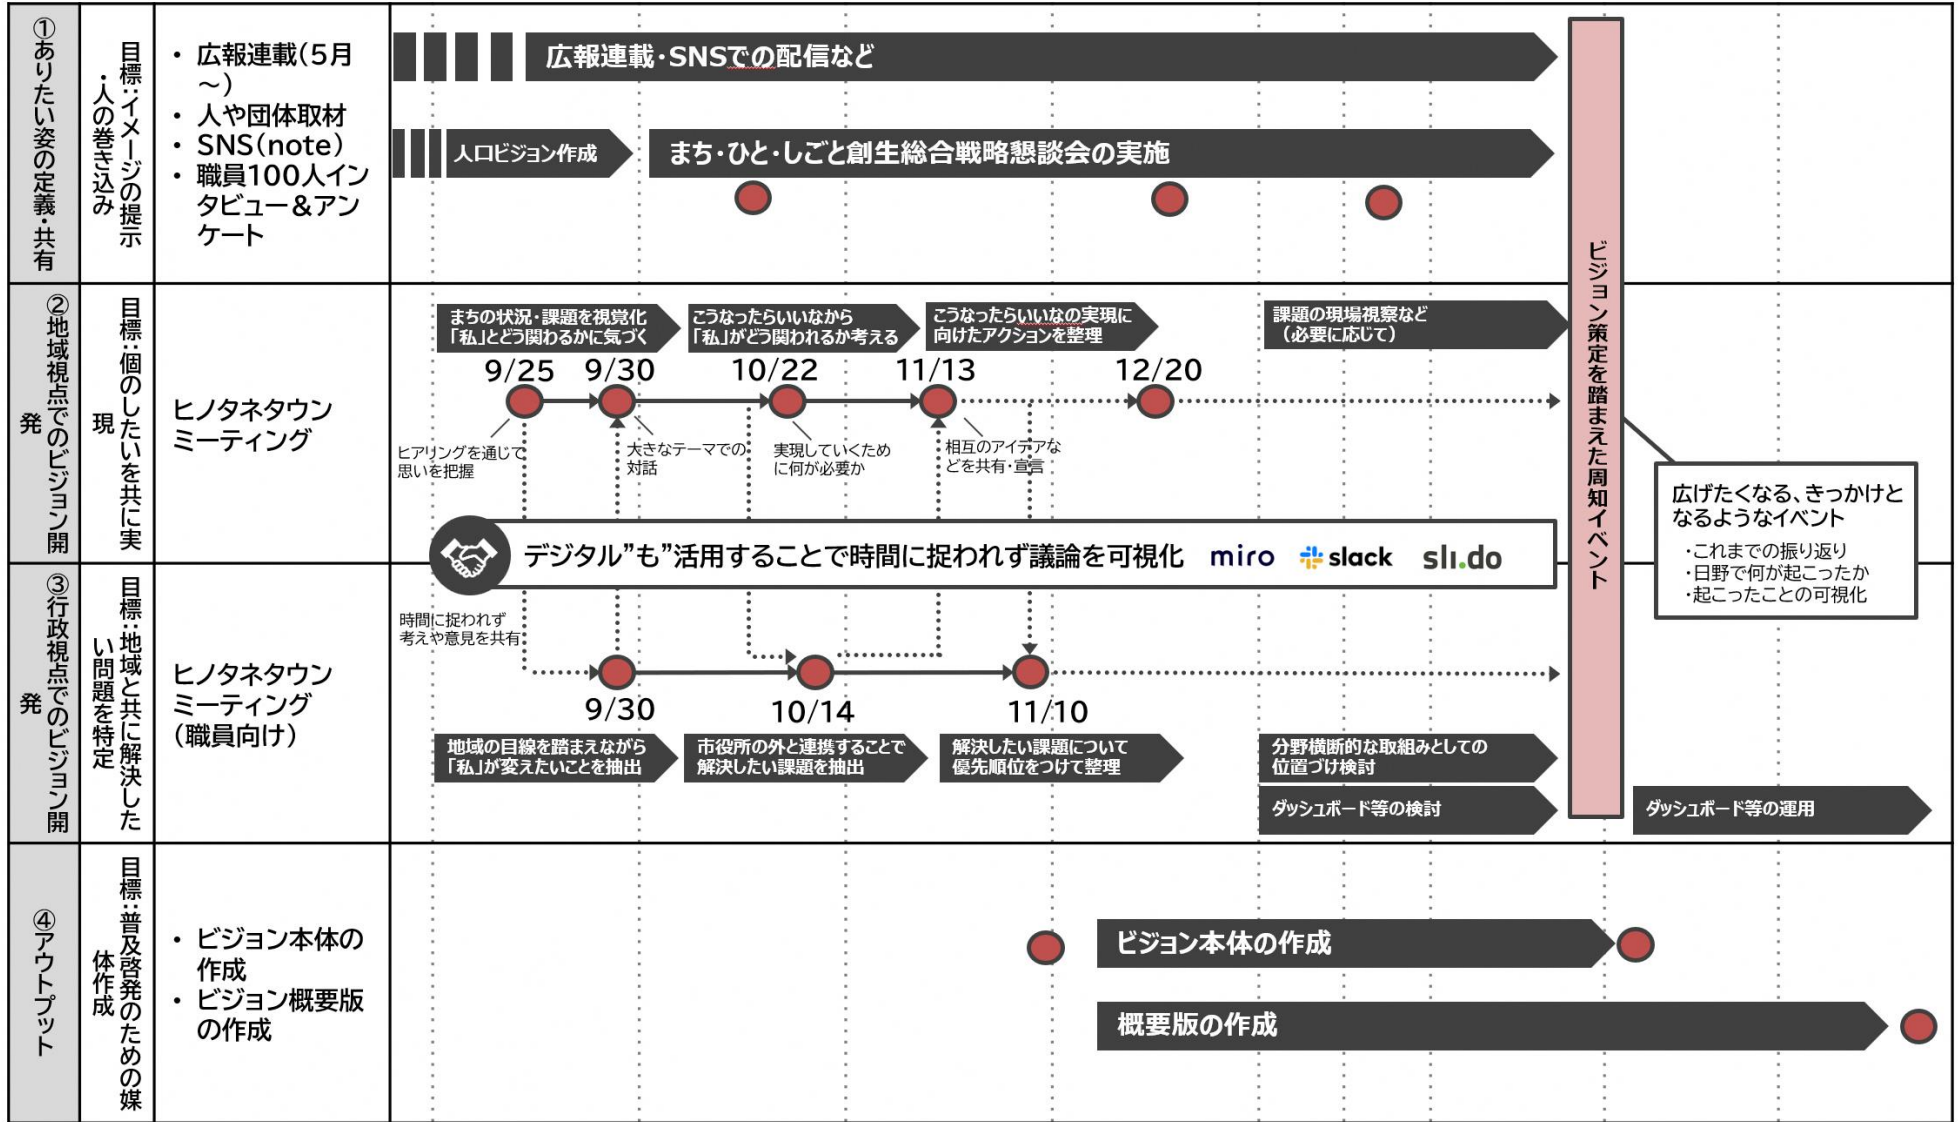 ①ありたい姿の定義・共有
目標：イメージの提示
・人の巻き込み
・ 広報連載（5月
～）
・ 人や団体取材
・ SNS（note）
・ 職員100人イン
タビュー＆アン
ケート
広報連載・SNSでの配信など
人口ビジョン作成
まち・ひと・しごと創生総合戦略懇談会の実施
②地域視点でのビジョン開
発
目標：個のしたいを共に実
現
ヒノタネタウン
ミーティング
まちの状況・課題を視覚化
「私」とどう関わるかに気づく
こうなったらいいなから
「私」がどう関われるか考える
こうなったらいいなの実現に
向けたアクションを整理
課題の現場視察など
（必要に応じて）
9/25
9/30
10/22
11/13
12/20
ヒアリングを通じて
思いを把握
大きなテーマでの
対話
実現していくため
に何が必要か
相互のアイデアな
どを共有・宣言
デジタル”も”活用することで時間に捉われず議論を可視化
miro
slack
sli.do
③行政視点でのビジョン開
発
目標：地域と共に解決した
い問題を特定
ヒノタネタウン
ミーティング
（職員向け）
時間に捉われず
考えや意見を共有
9/30
10/14
11/10
地域の目線を踏まえながら
「私」が変えたいことを抽出
市役所の外と連携することで
解決したい課題を抽出
解決したい課題について
優先順位をつけて整理
分野横断的な取組みとしての
位置づけ検討
ダッシュボード等の検討
ダッシュボード等の運用
ビジョン策定を踏まえた周知イベント
広げたくなる、きっかけと
なるようなイベント
・これまでの振り返り
・日野で何が起こったか
・起こったことの可視化
④アウトプット
目標：普及啓発のための媒
体作成
・ ビジョン本体の
作成
・ ビジョン概要版
の作成
ビジョン本体の作成
概要版の作成